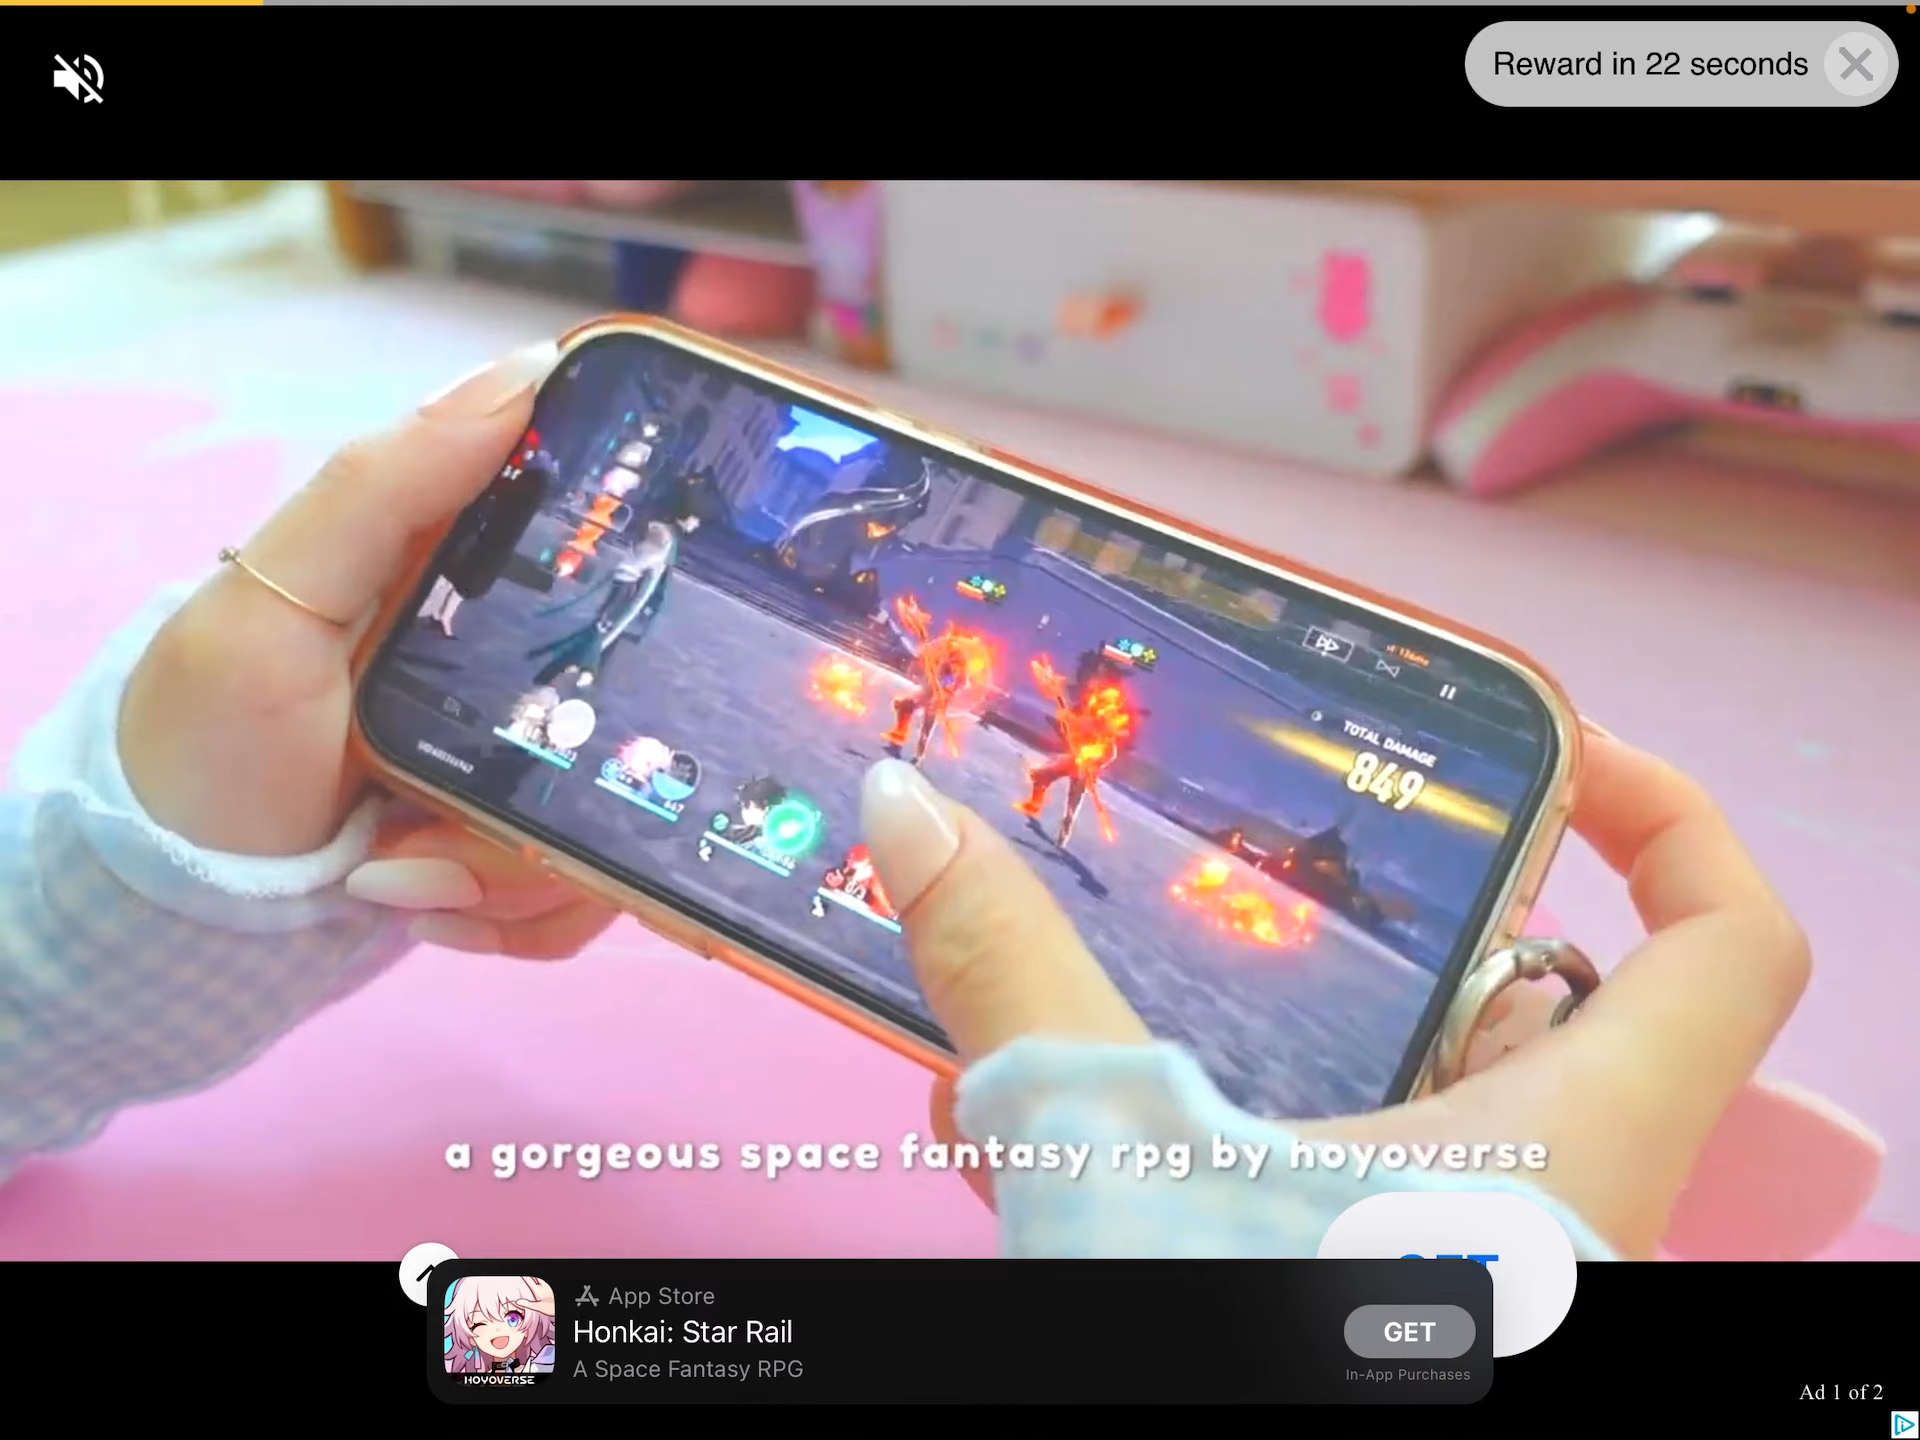 Reward in 22 seconds
TOTAL DAMAGE
849
a gorgeous space fantasy rpg by hoyoverse
App Store
Honkai: Star Rail
A Space Fantasy RPG
GET
In-App Purchases
HOYOVERSE
Ad 1 of 2